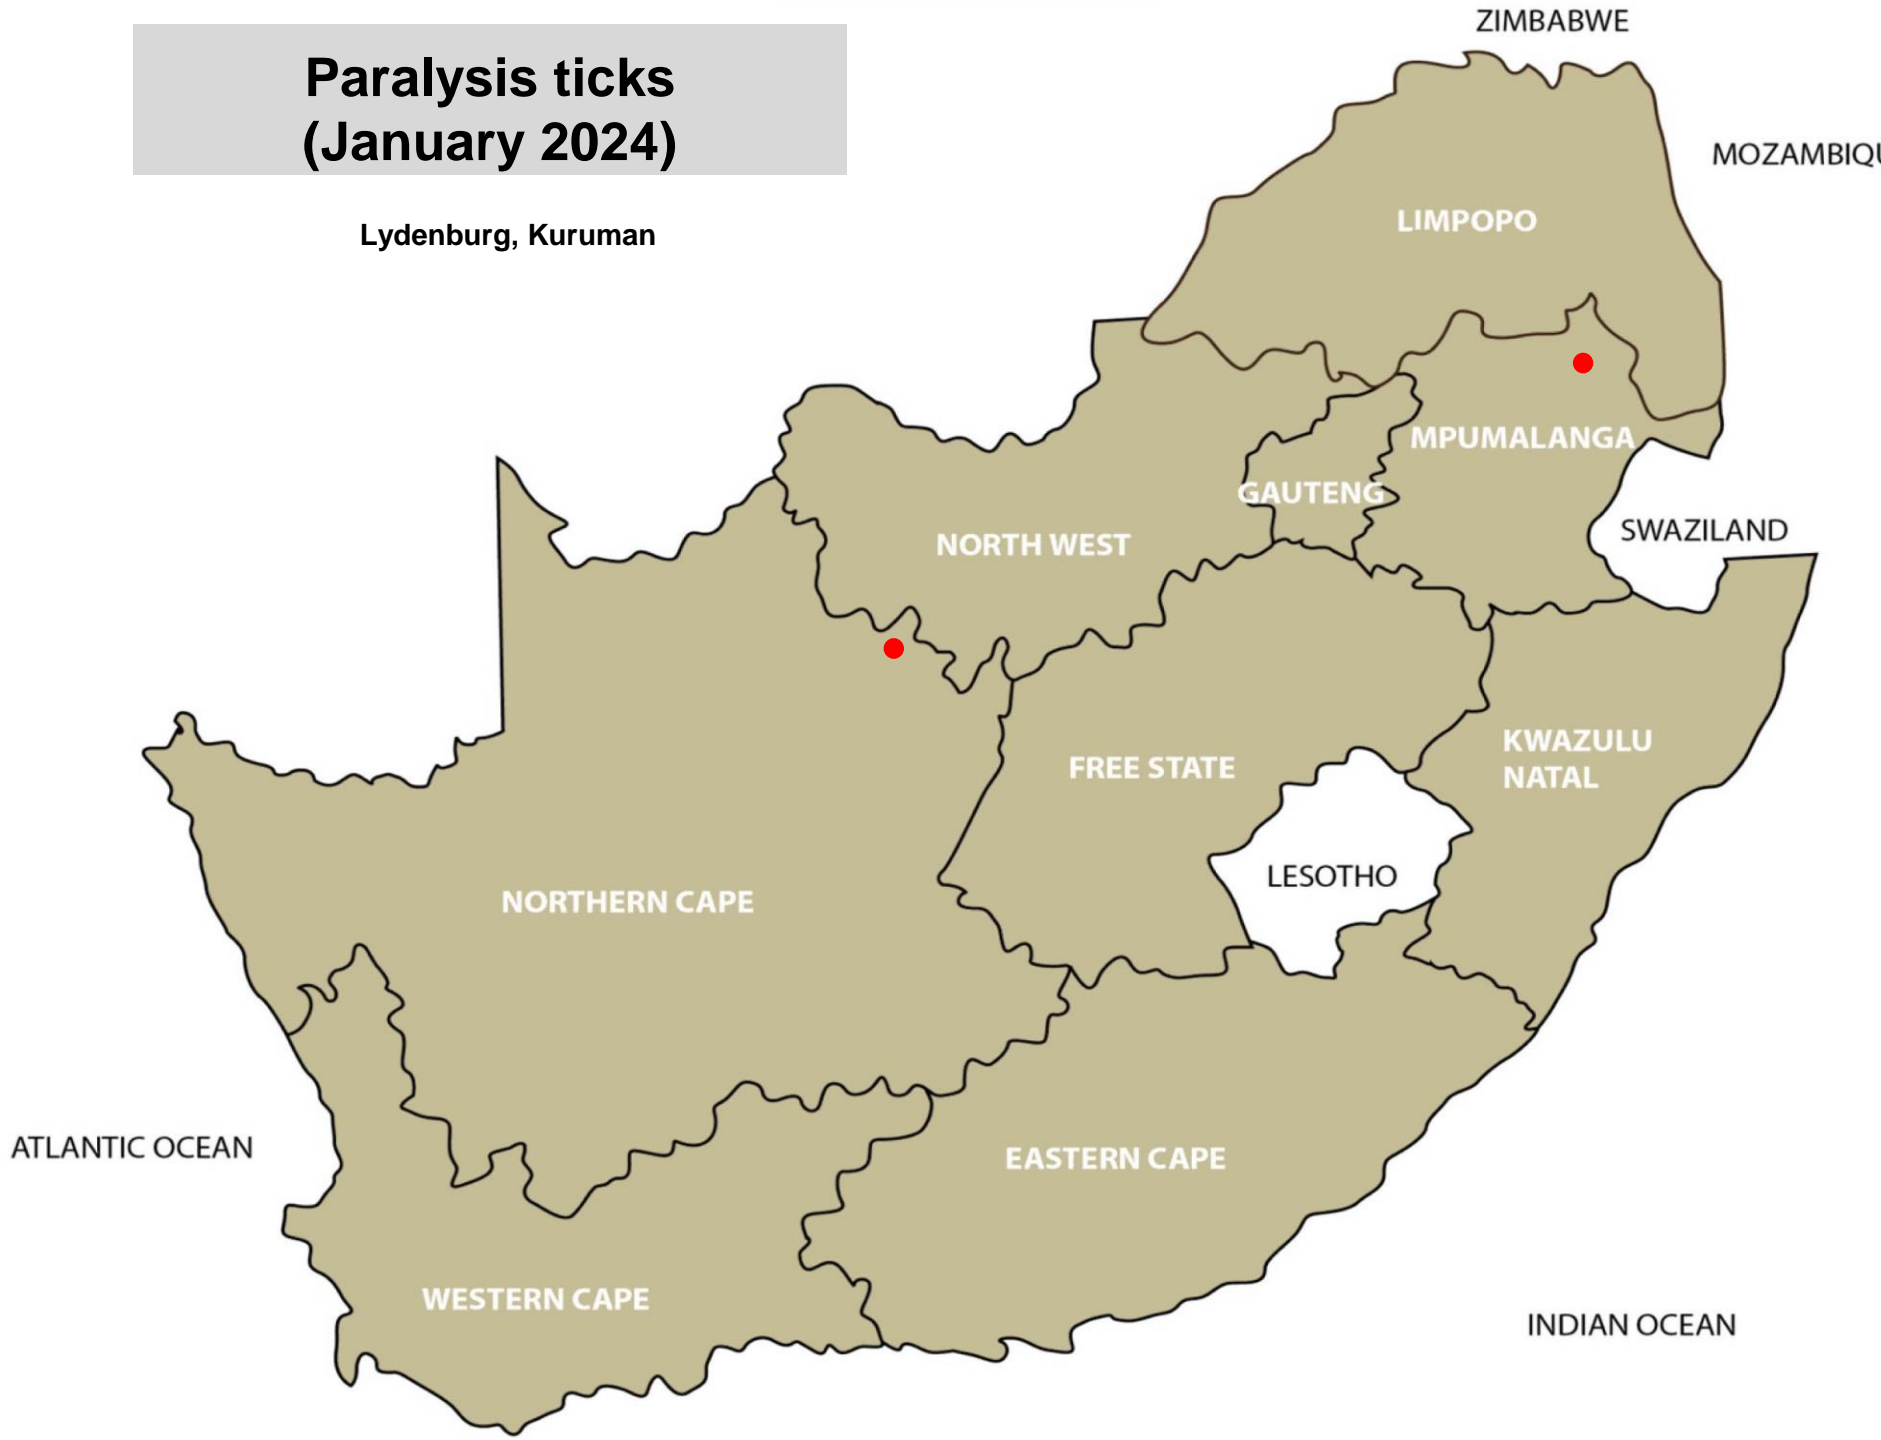 Paralysis ticks
(January 2024)
Lydenburg, Kuruman
ZIMBABWE
MOZAMBIQU
LIMPOPO
MPUMALANGA
GAUTENG
SWAZILAND
NORTH WEST
KWAZULU
NATAL
FREE STATE
LESOTHO
NORTHERN CAPE
ATLANTIC OCEAN
EASTERN CAPE
WESTERN CAPE
INDIAN OCEAN